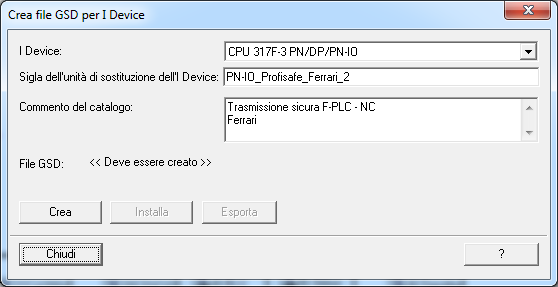 Crea file GSD per I Device
I Device: CPU 317F-3 PN/DP/PN-IO
Sigla dell'unità di sostituzione dell'I Device: PN-IO_Profisafe_Ferrari_2
Commento del catalogo: Trasmissione sicura F-PLC - NC
Ferrari
File GSD: << Deve essere creato >>
Crea Installa Esporta
Chiudi ?